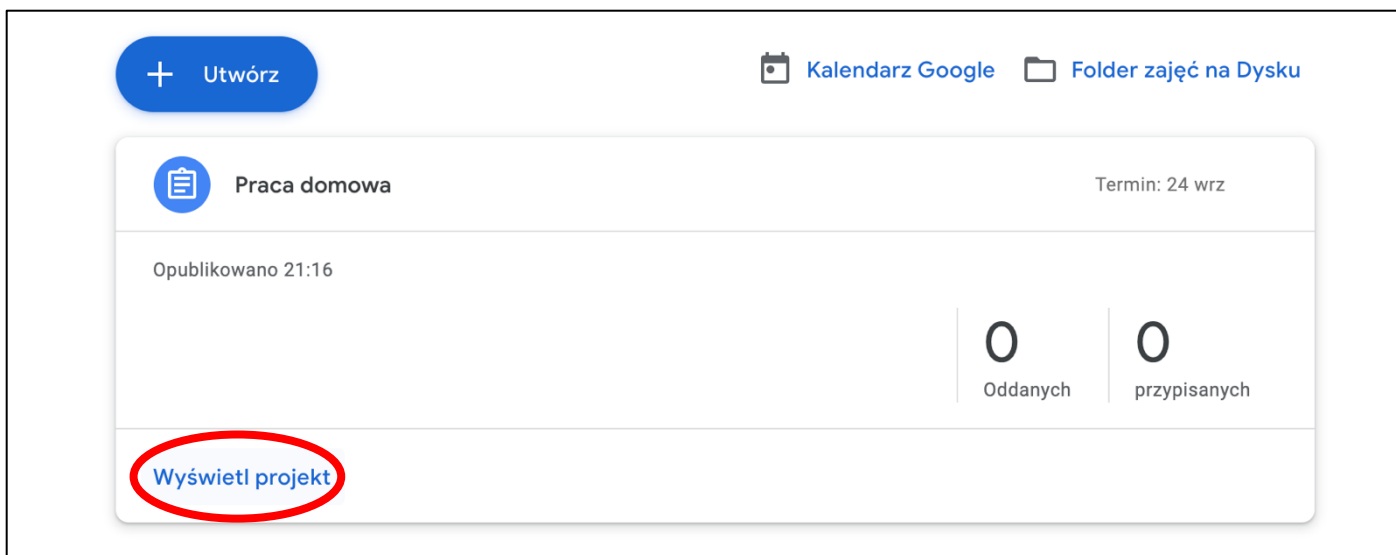 + Utwórz
Kalendarz Google
Folder zajęć na Dysku
Praca domowa
Termin: 24 wrz
Opublikowano 21:16
0
Oddanych
0
przypisanych
Wyświetl projekt